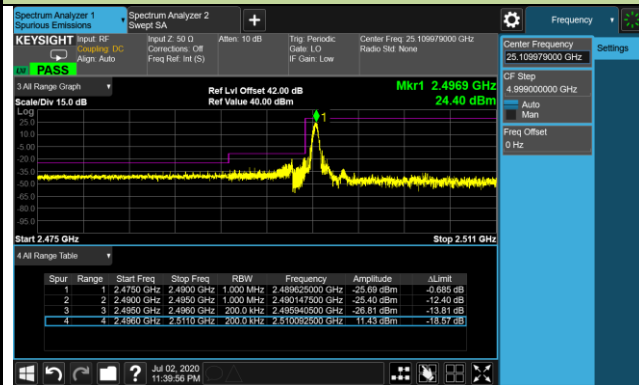 Spectrum Analyzer 1
Spurious Emissions
Spectrum Analyzer 2
Swept SA
Frequency
KEYSIGHT
Input: RF
Coupling: DC
Align: Auto
Input Z: 50 Ω
Corrections: Off
Freq Ref: Int (S)
Atten: 10 dB
Trig: Periodic
Gate: LO
IF Gain: Low
Center Freq: 25.109979000 GHz
Radio Std: None
PASS
Center Frequency
25.109979000 GHz
Settings
CF Step
4.999000000 GHz
Auto
Man
Freq Offset
0 Hz
3 All Range Graph
Scale/Div 15.0 dB
Ref Lvl Offset 42.00 dB
Ref Value 40.00 dBm
Mkr1 2.4969 GHz
24.40 dBm
Log
25.0
10.0
-5.00
-20.0
-35.0
-50.0
-65.0
-80.0
-95.0
1
Start 2.475 GHz
Stop 2.511 GHz
4 All Range Table
Spur Range Start Freq Stop Freq RBW Frequency Amplitude ΔLimit
1 1 2.4750 GHz 2.4900 GHz 1.000 MHz 2.489625000 GHz -25.69 dBm -0.685 dB
2 2 2.4900 GHz 2.4950 GHz 1.000 MHz 2.490147500 GHz -25.40 dBm -12.40 dB
3 3 2.4950 GHz 2.4960 GHz 200.0 kHz 2.495940500 GHz -26.81 dBm -13.81 dB
4 4 2.4960 GHz 2.5110 GHz 200.0 kHz 2.510092500 GHz 11.43 dBm -18.57 dB
Jul 02, 2020
11:39:56 PM